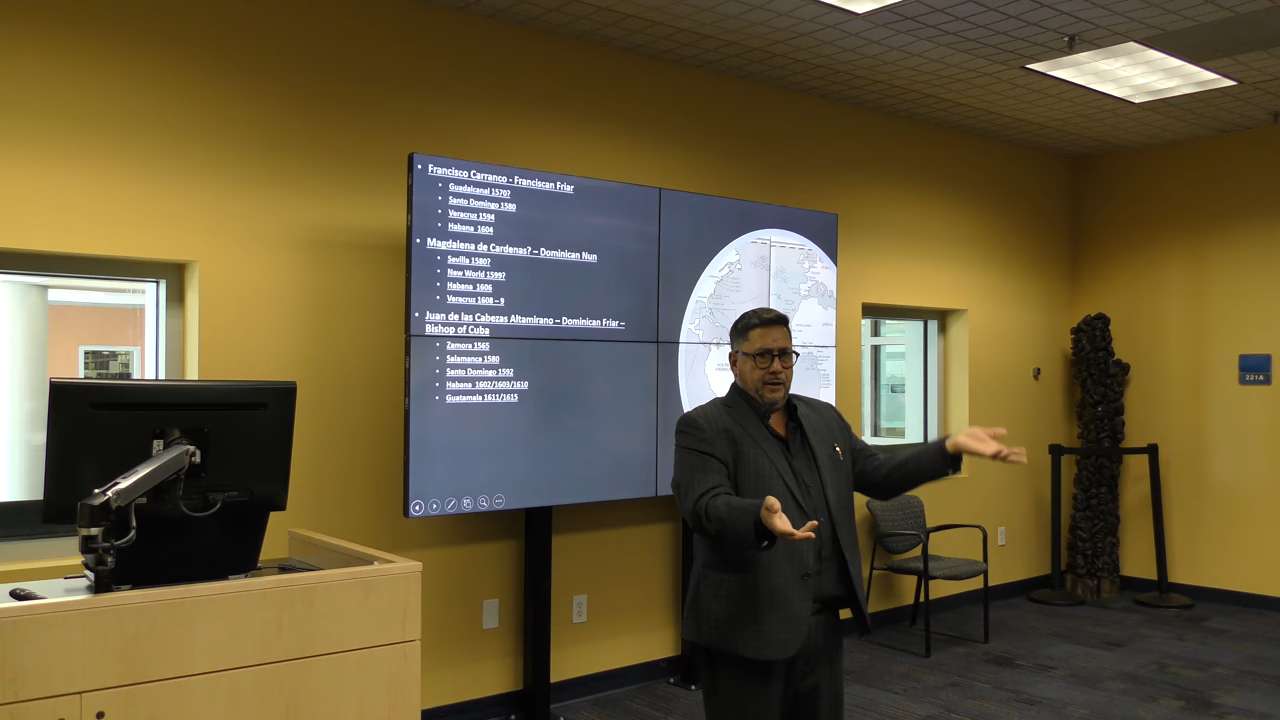 Francisco Carranco - Franciscan Friar
Guadalcanal 1570?
Santo Domingo 1580
Veracruz 1594
Habana 1604
Magdalena de Cardenas? – Dominican Nun
Sevilla 1580?
New World 1599?
Habana 1606
Veracruz 1608 – 9
Juan de las Cabezas Altamirano – Dominican Friar –
Bishop of Cuba
Zamora 1565
Salamanca 1580
Santo Domingo 1592
Habana 1602/1603/1610
Guatamala 1611/1615
221A